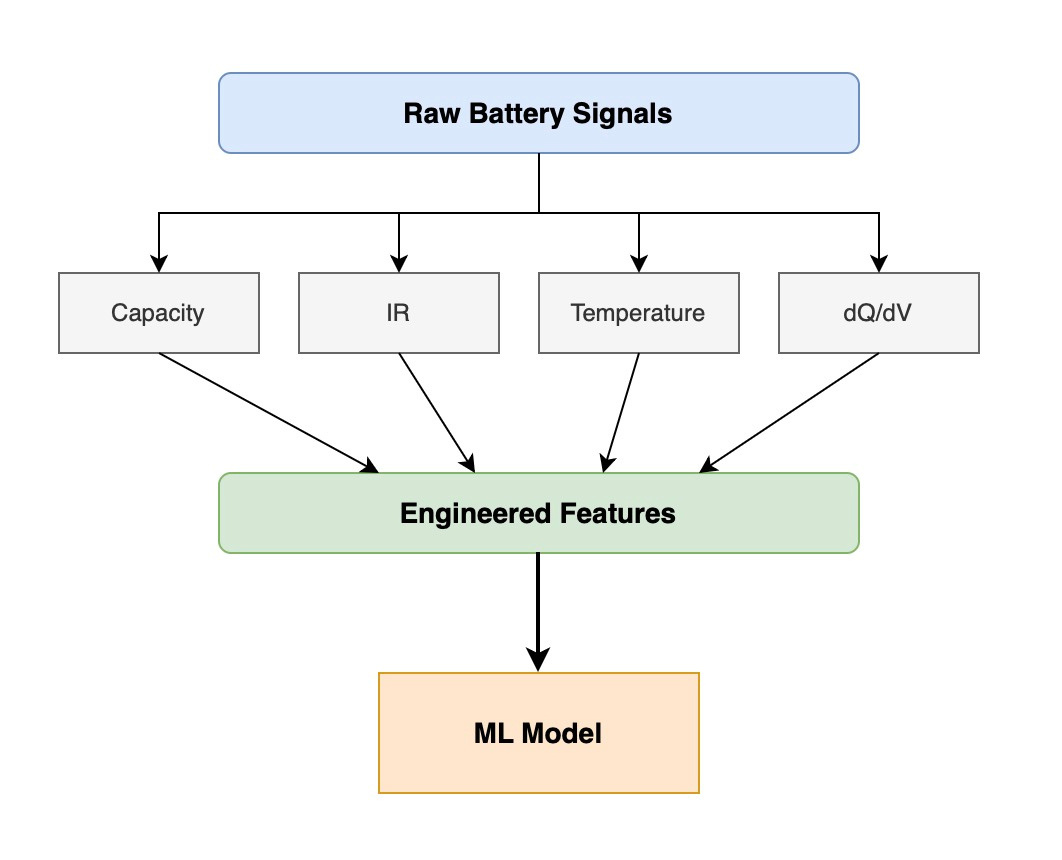 Raw Battery Signals
Capacity
IR
Temperature
dQ/dV
Engineered Features
ML Model